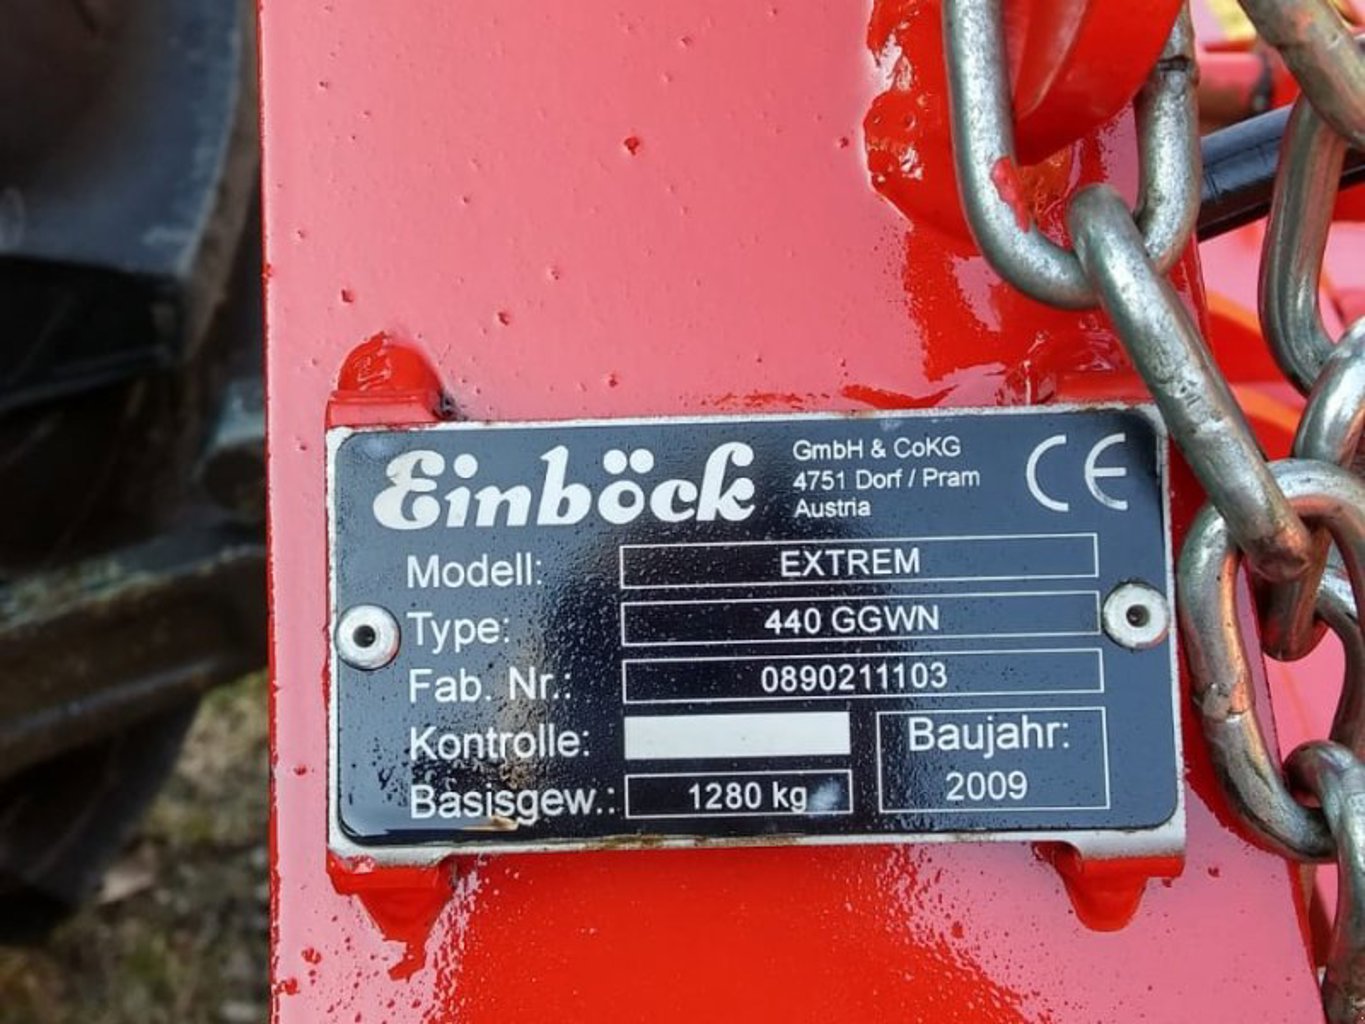 Einböck
GmbH & CoKG
4751 Dorf / Pram
Austria
CE
Modell: EXTREM
Type: 440 GGWN
Fab. Nr.: 0890211103
Kontrolle:
Baujahr:
Basisgew.: 1280 kg
2009